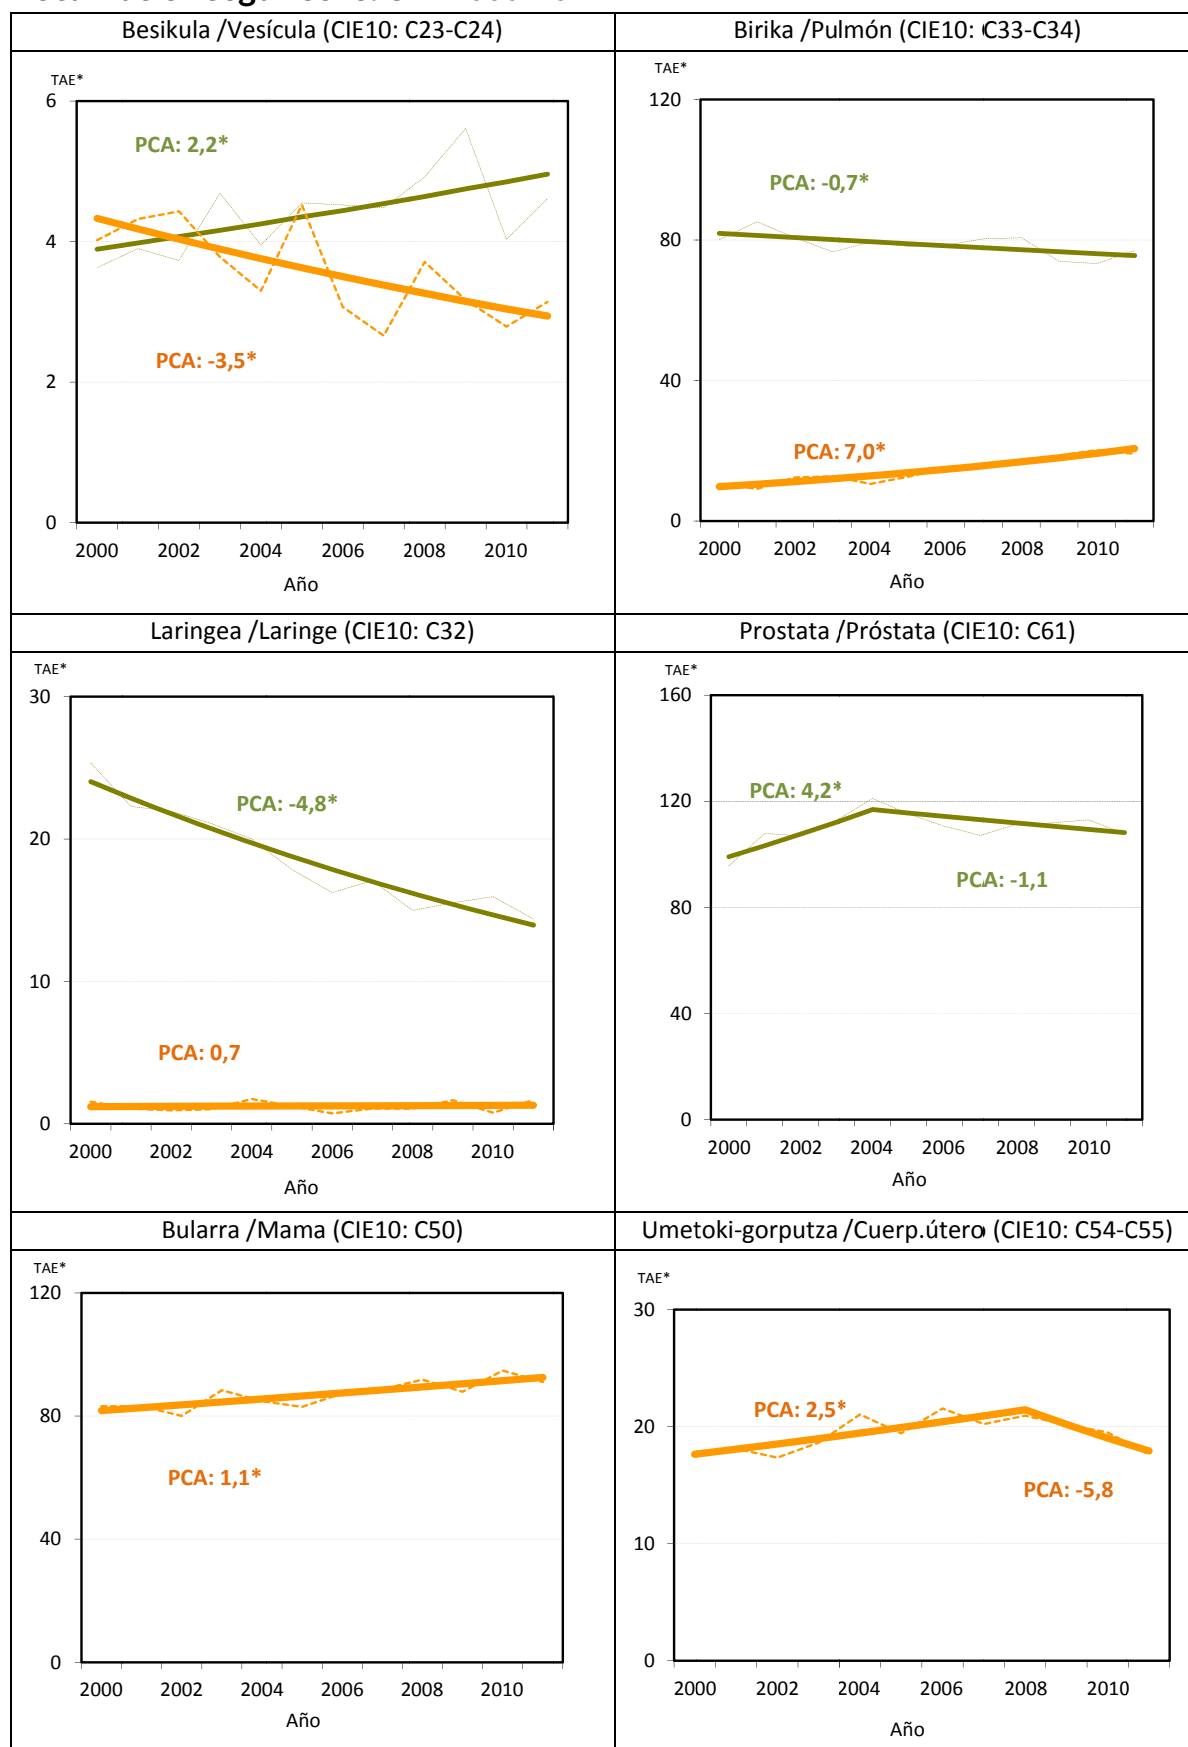 Besikula /Vesícula (CIE10: C23-C24)
Birika /Pulmón (CIE10: C33-C34)
TAE*
6
4
2
0
PCA: 2,2*
PCA: -3,5*
2000 2002 2004 2006 2008 2010
Año
TAE*
120
80
40
0
PCA: -0,7*
PCA: 7,0*
2000 2002 2004 2006 2008 2010
Año
Laringea /Laringe (CIE10: C32)
Prostata /Próstata (CIE10: C61)
TAE*
30
20
10
0
PCA: -4,8*
PCA: 0,7
2000 2002 2004 2006 2008 2010
Año
TAE*
160
120
80
40
0
PCA: 4,2*
PCA: -1,1
2000 2002 2004 2006 2008 2010
Año
Bularra /Mama (CIE10: C50)
Umetoki-gorputza /Cuerp.útero (CIE10: C54-C55)
TAE*
120
80
40
0
PCA: 1,1*
2000 2002 2004 2006 2008 2010
Año
TAE*
30
20
10
0
PCA: 2,5*
PCA: -5,8
2000 2002 2004 2006 2008 2010
Año